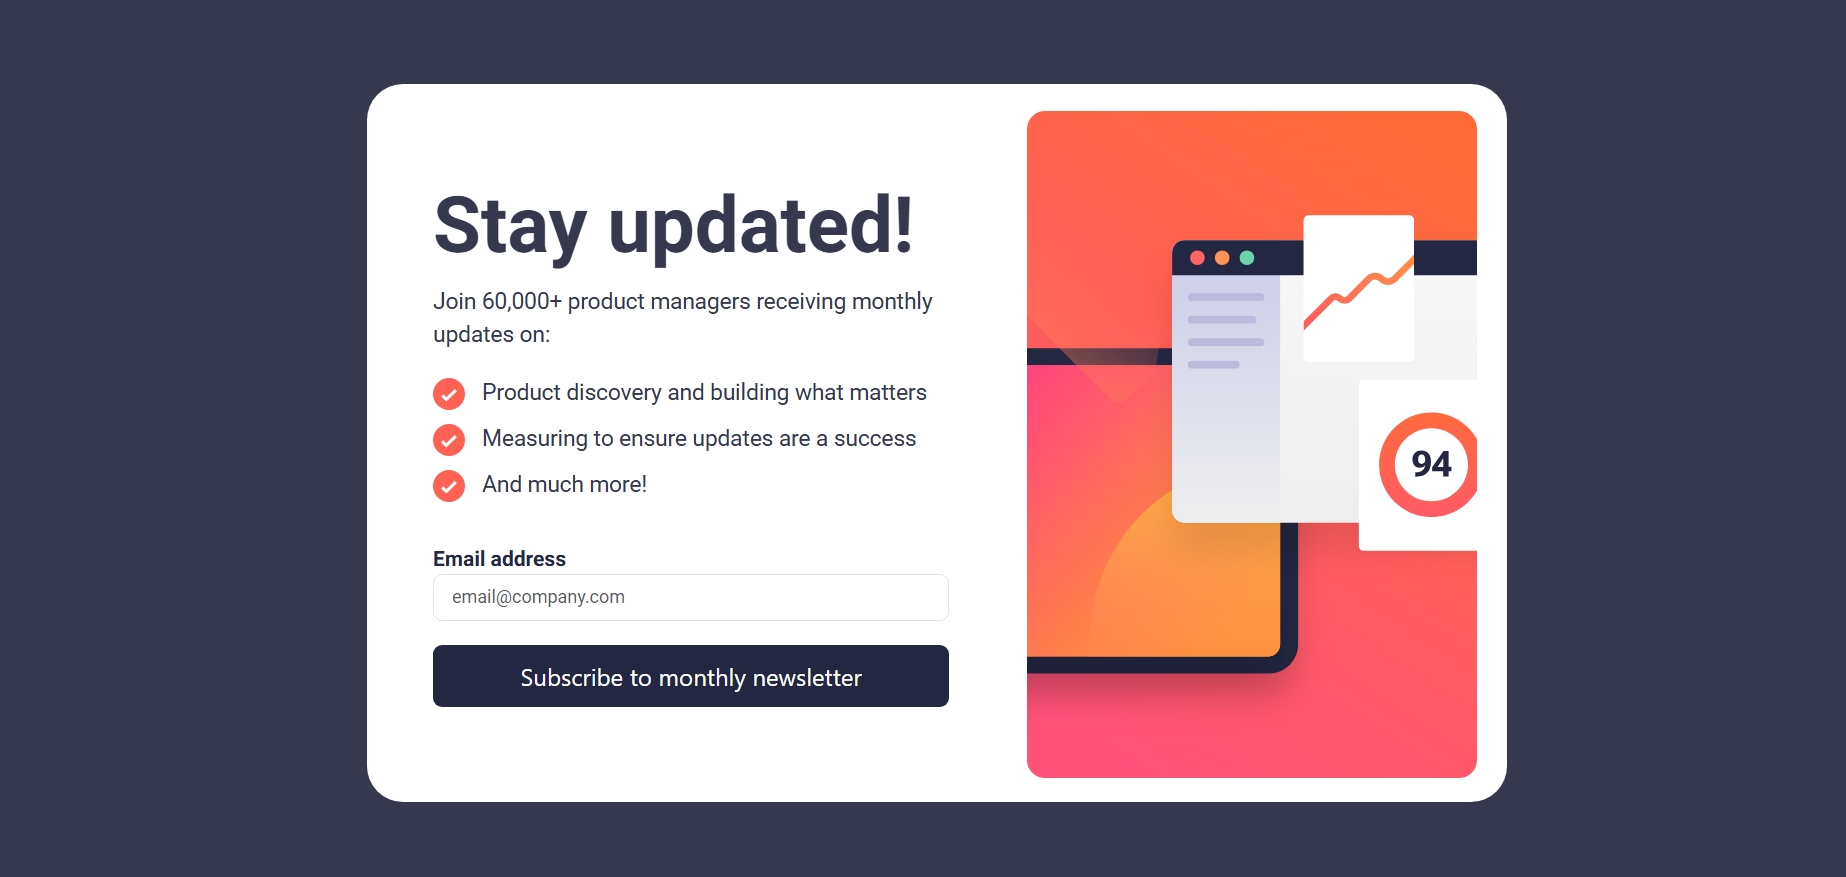 Stay updated!
Join 60,000+ product managers receiving monthly
updates on:
Product discovery and building what matters
Measuring to ensure updates are a success
And much more!
Email address
email@company.com
Subscribe to monthly newsletter
94